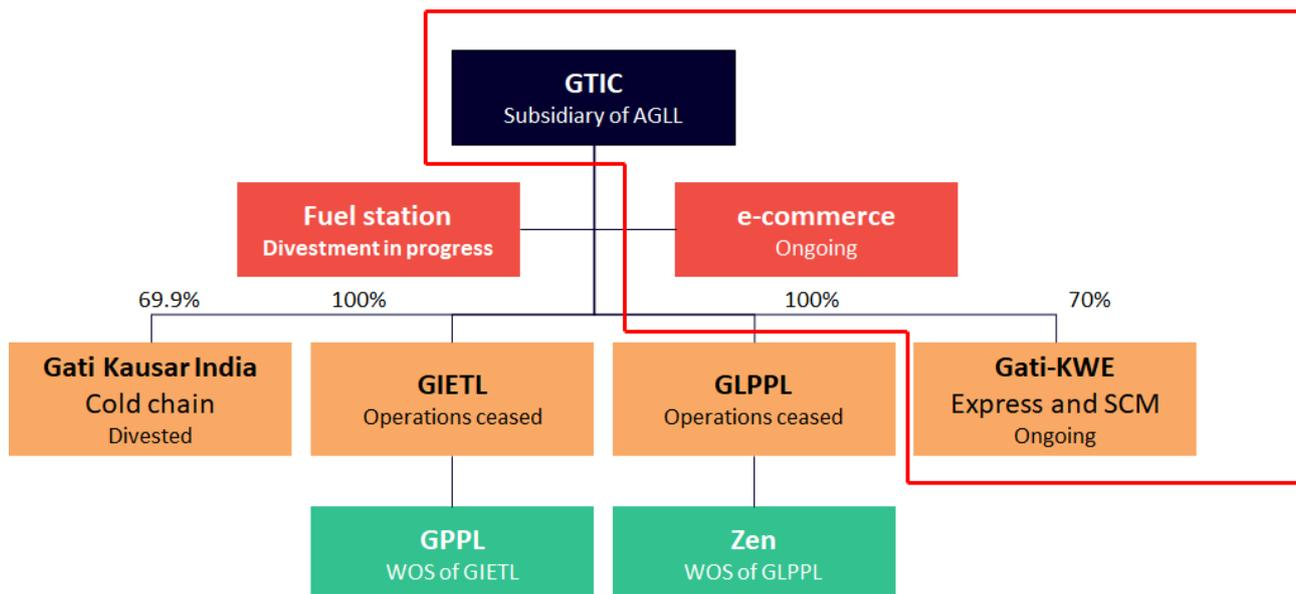 GTIC
Subsidiary of AGLL
Fuel station
Divestment in progress
e-commerce
Ongoing
69.9%
100%
100%
70%
Gati Kausar India
Cold chain
Divested
GIETL
Operations ceased
GLPPL
Operations ceased
Gati-KWE
Express and SCM
Ongoing
GPPL
WOS of GIETL
Zen
WOS of GLPPL